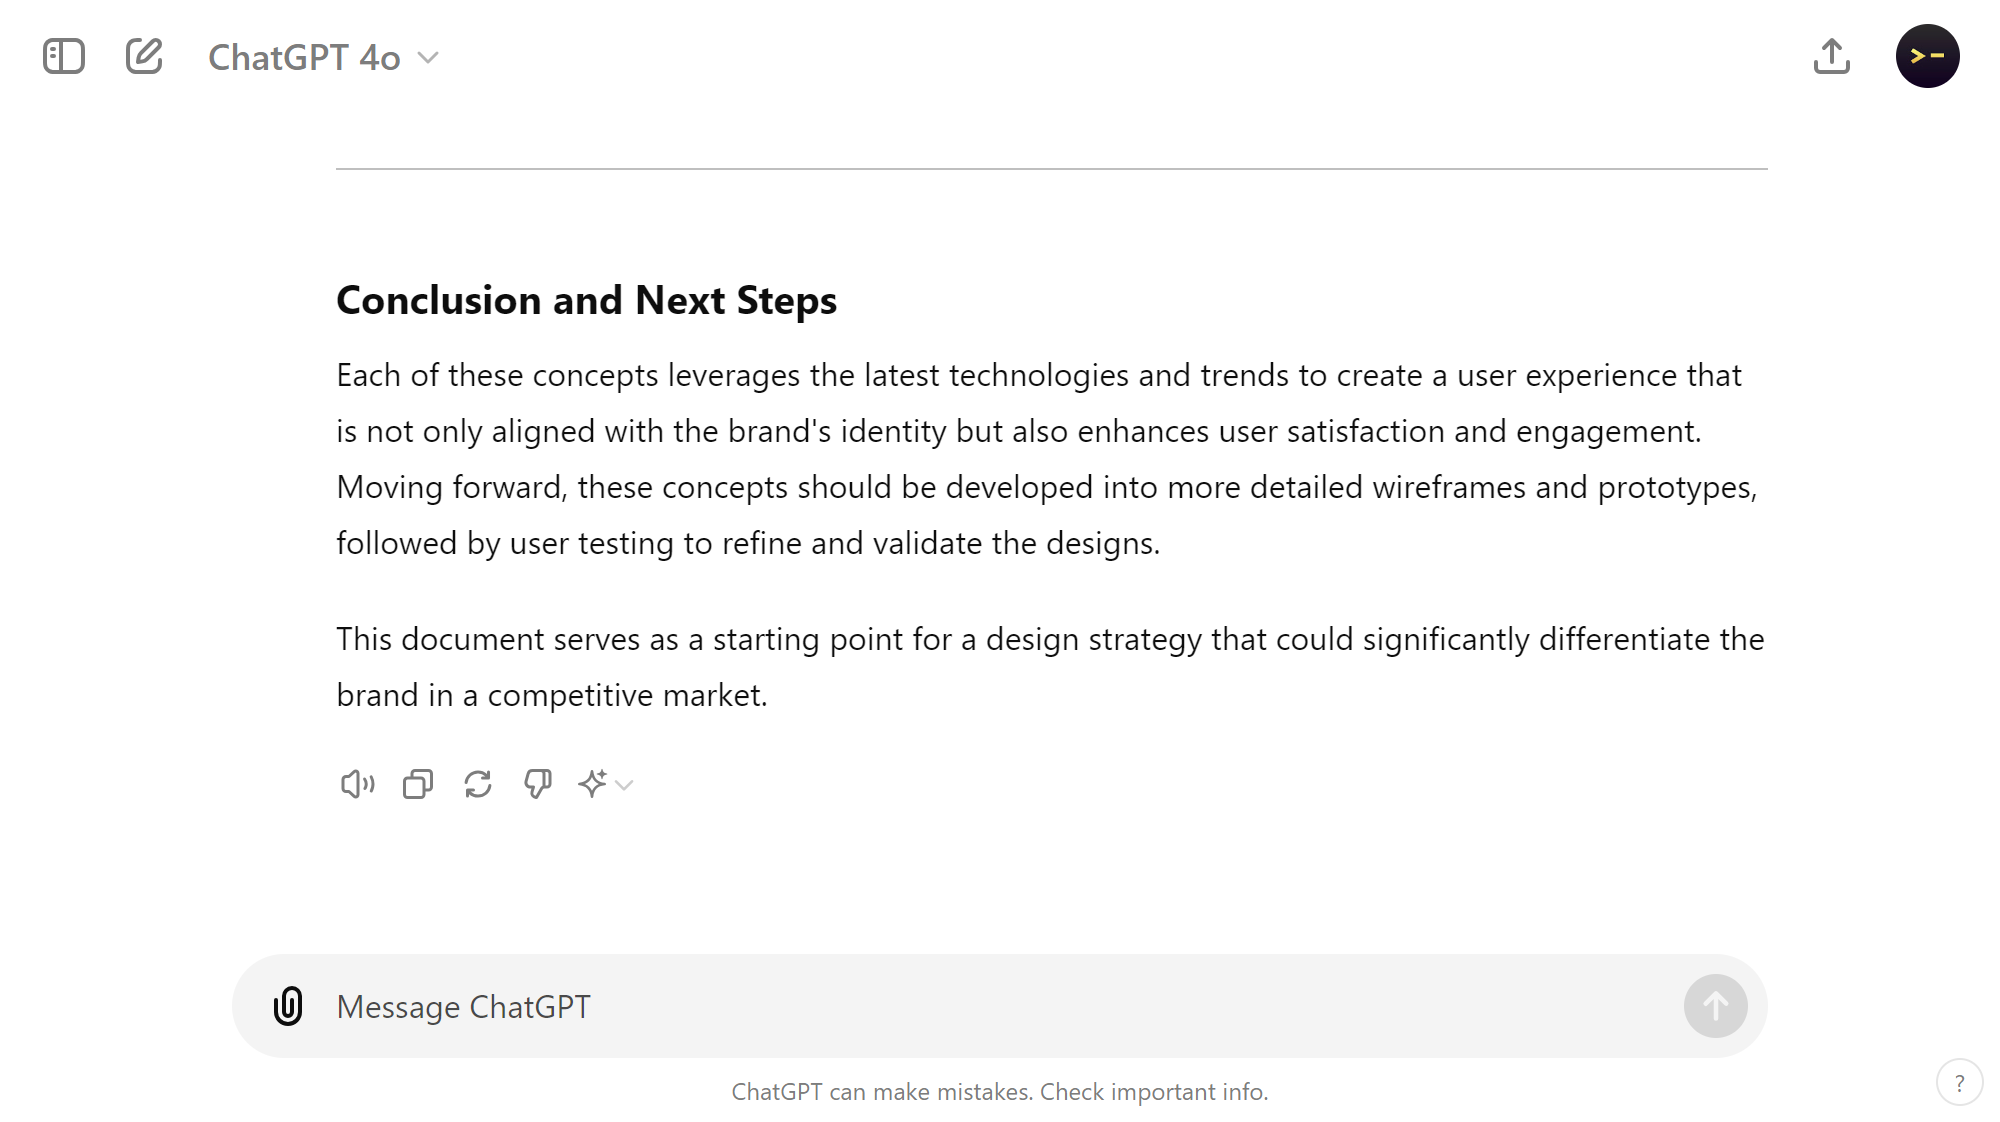 ChatGPT 4o
Conclusion and Next Steps
Each of these concepts leverages the latest technologies and trends to create a user experience that
is not only aligned with the brand's identity but also enhances user satisfaction and engagement.
Moving forward, these concepts should be developed into more detailed wireframes and prototypes,
followed by user testing to refine and validate the designs.
This document serves as a starting point for a design strategy that could significantly differentiate the
brand in a competitive market.
Message ChatGPT
ChatGPT can make mistakes. Check important info.
?